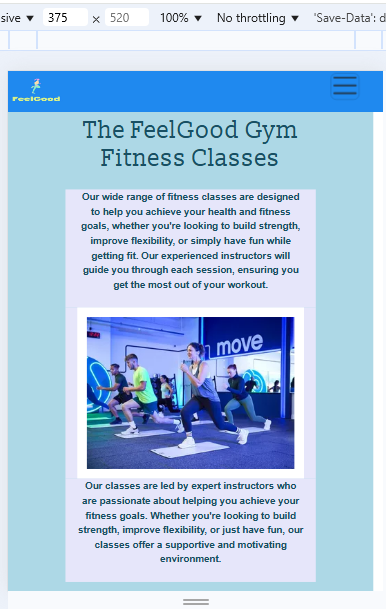 sive ▼ 375 × 520 100% ▼ No throttling ▼ 'Save-Data': d
FeelGood
The FeelGood Gym
Fitness Classes
Our wide range of fitness classes are designed
to help you achieve your health and fitness
goals, whether you're looking to build strength,
improve flexibility, or simply have fun while
getting fit. Our experienced instructors will
guide you through each session, ensuring you
get the most out of your workout.
move
Our classes are led by expert instructors who
are passionate about helping you achieve your
fitness goals. Whether you're looking to build
strength, improve flexibility, or just have fun, our
classes offer a supportive and motivating
environment.